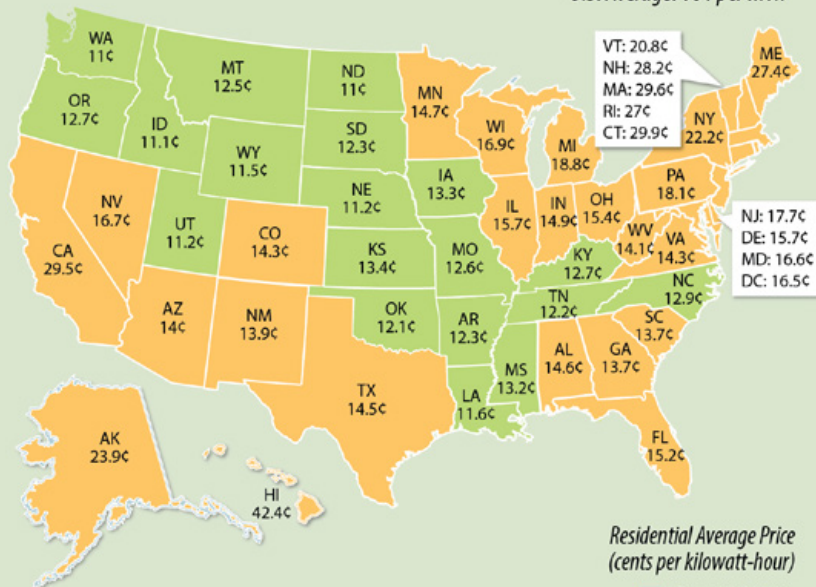 WA
11¢
MT
12.5¢
ND
11¢
MN
14.7¢
VT: 20.8¢
NH: 28.2¢
MA: 29.6¢
RI: 27¢
CT: 29.9¢
ME
27.4¢
OR
12.7¢
ID
11.1¢
WY
11.5¢
SD
12.3¢
WI
16.9¢
MI
18.8¢
NY
22.2¢
NV
16.7¢
UT
11.2¢
CO
14.3¢
NE
11.2¢
IA
13.3¢
IL
15.7¢
IN
14.9¢
OH
15.4¢
PA
18.1¢
NJ: 17.7¢
DE: 15.7¢
MD: 16.6¢
DC: 16.5¢
CA
29.5¢
KS
13.4¢
MO
12.6¢
KY
12.7¢
WV
14.1¢
VA
14.3¢
AZ
14¢
NM
13.9¢
OK
12.1¢
AR
12.3¢
TN
12.2¢
NC
12.9¢
SC
13.7¢
TX
14.5¢
LA
11.6¢
MS
13.2¢
AL
14.6¢
GA
13.7¢
FL
15.2¢
AK
23.9¢
HI
42.4¢
Residential Average Price
(cents per kilowatt-hour)